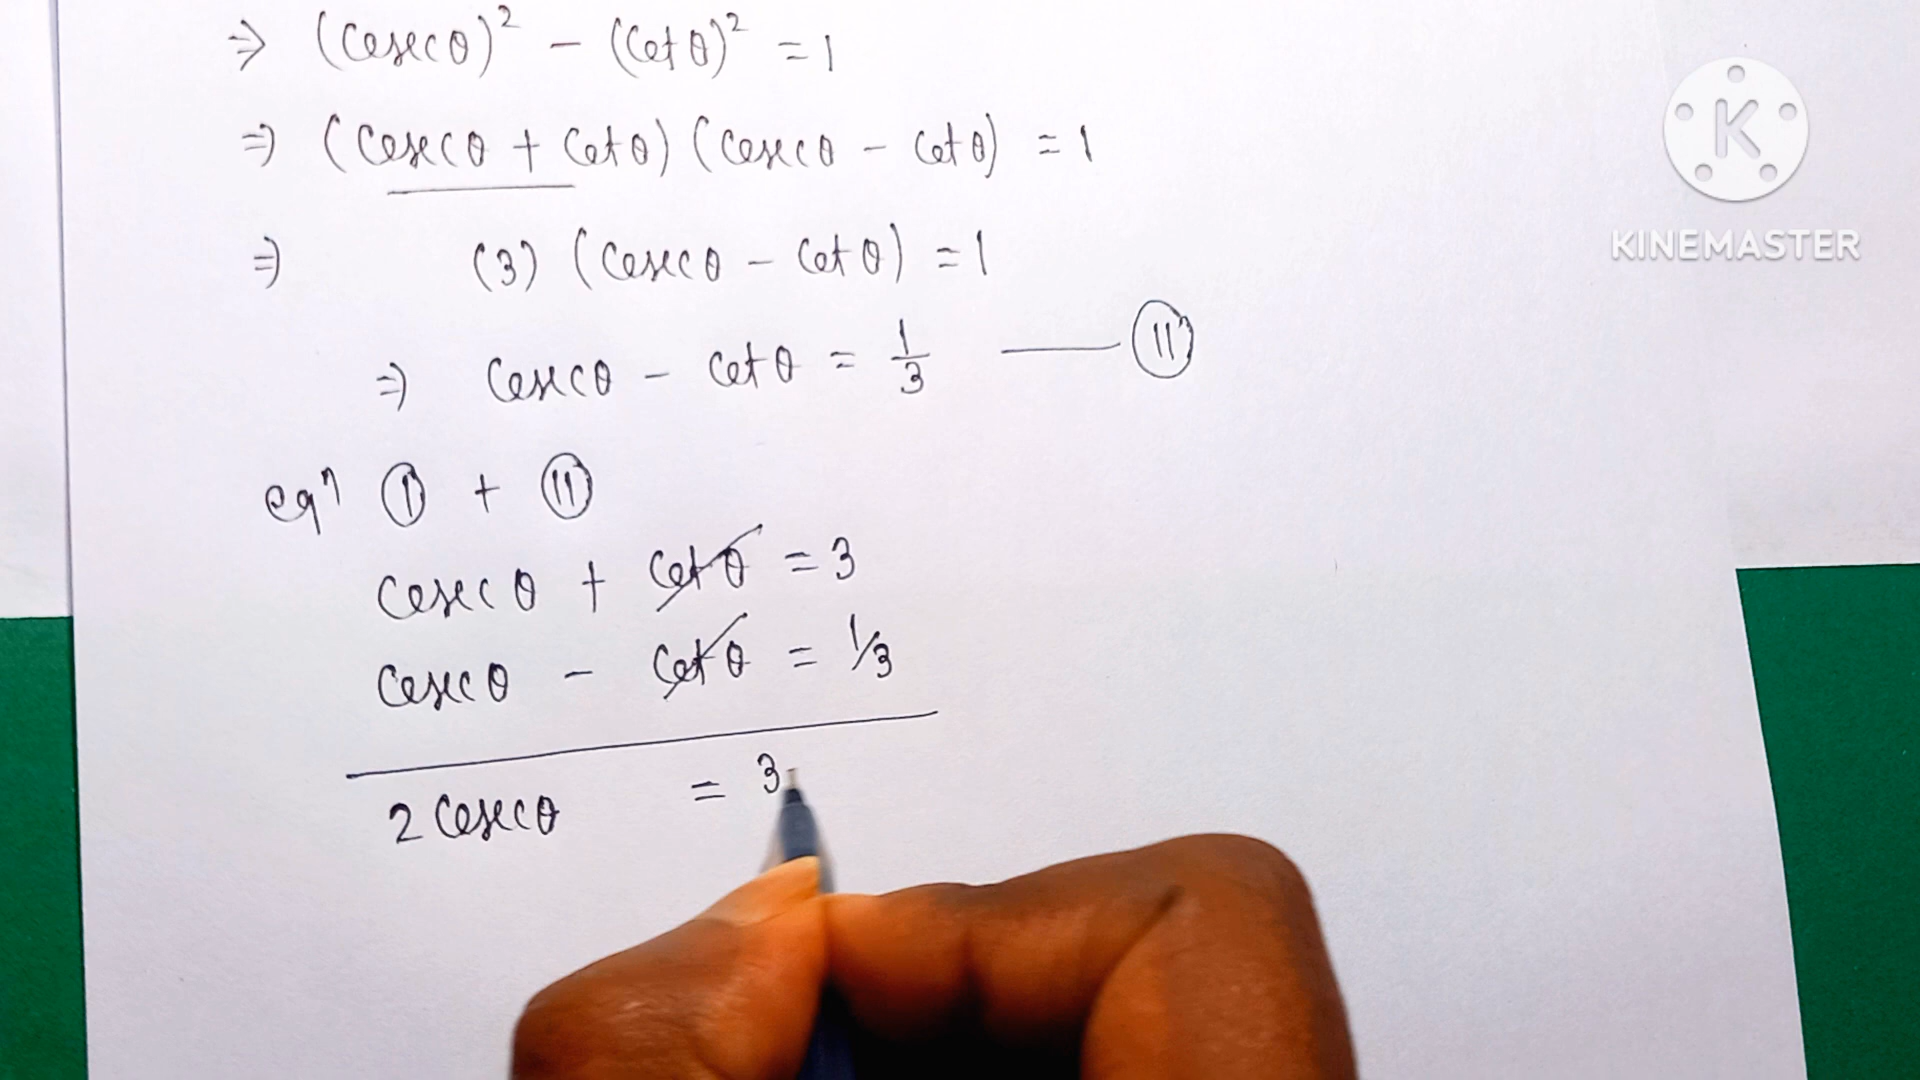 ⇒ (Cosecθ)² - (Cotθ)² = 1
⇒ (Cosecθ + Cotθ) (Cosecθ - Cotθ) = 1
⇒ (3) (Cosecθ - Cotθ) = 1
⇒ Cosecθ - Cotθ = 1/3 —— II
eqⁿ I + II
Cosecθ + Cotθ = 3
Cosecθ - Cotθ = 1/3
2 Cosecθ = 3
K
KINEMASTER